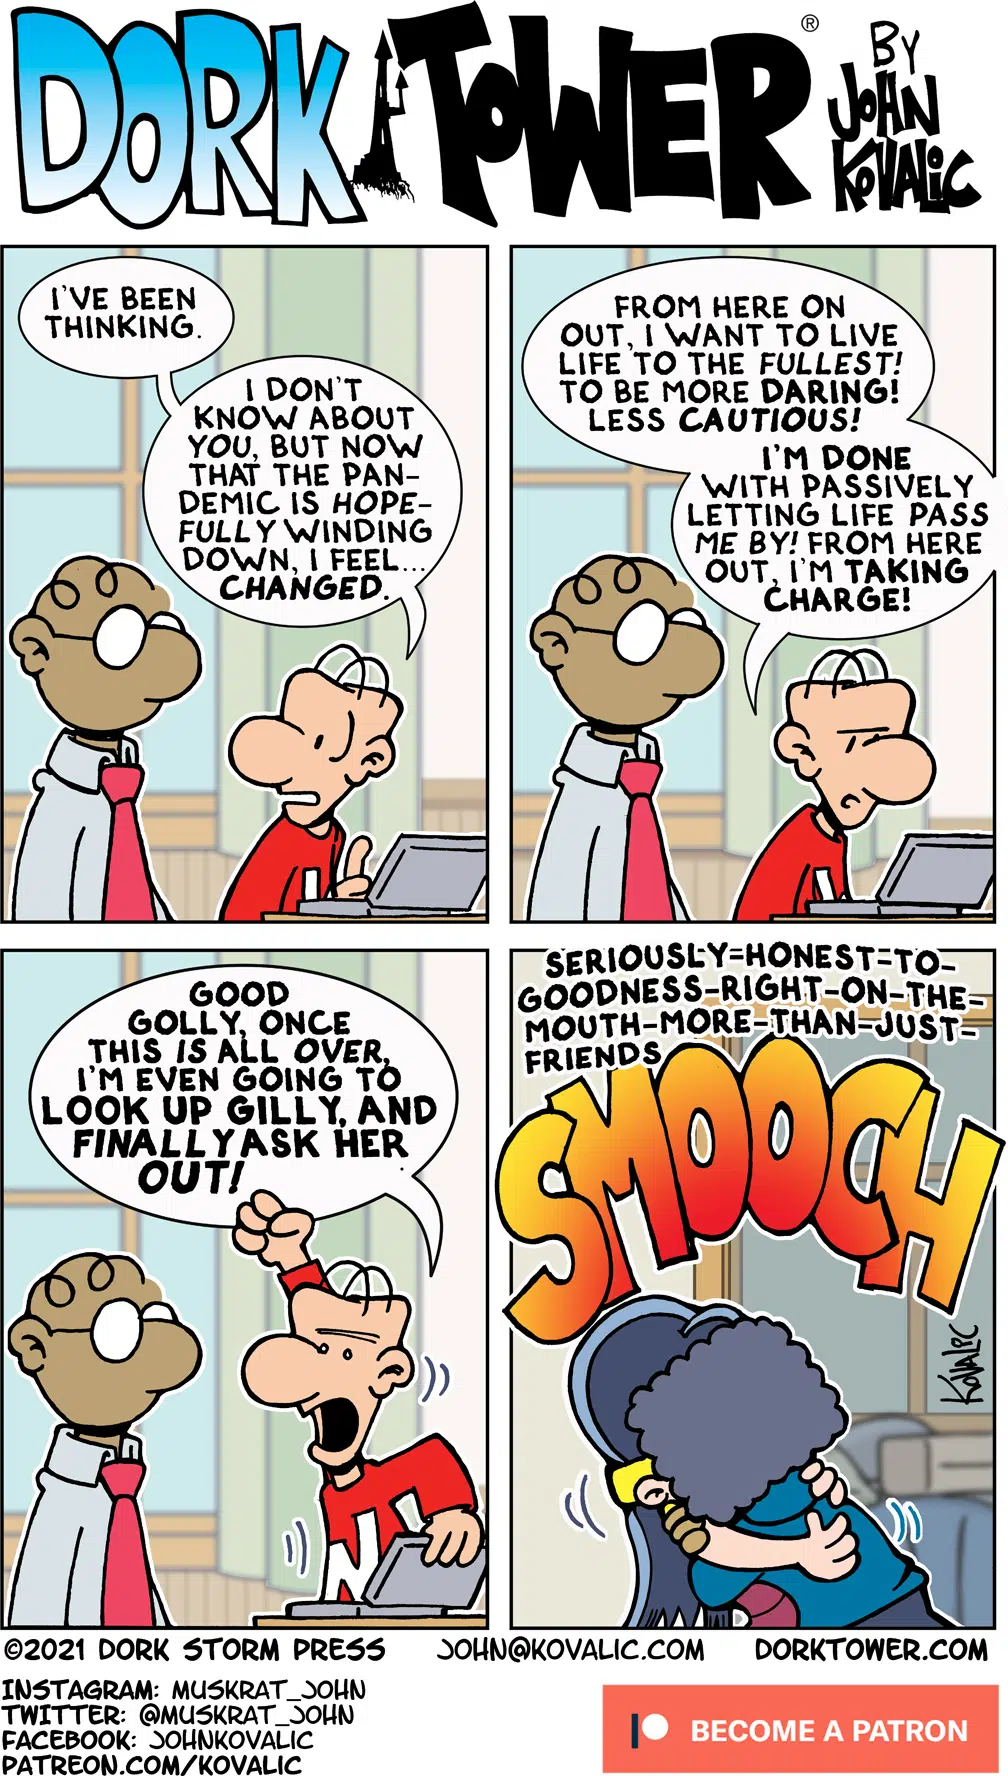 DORK TOWER®
BY
JOHN
KOVALIC
I'VE BEEN
THINKING.
I DON'T
KNOW ABOUT
YOU, BUT NOW
THAT THE PAN-
DEMIC IS HOPE-
FULLY WINDING
DOWN, I FEEL...
CHANGED.
FROM HERE ON
OUT, I WANT TO LIVE
LIFE TO THE FULLEST!
TO BE MORE DARING!
LESS CAUTIOUS!
I'M DONE
WITH PASSIVELY
LETTING LIFE PASS
ME BY! FROM HERE
OUT, I'M TAKING
CHARGE!
GOOD
GOLLY, ONCE
THIS IS ALL OVER,
I'M EVEN GOING TO
LOOK UP GILLY, AND
FINALLY ASK HER
OUT!
SERIOUSLY-HONEST-TO-
GOODNESS-RIGHT-ON-THE-
MOUTH-MORE-THAN-JUST-
FRIENDS
SMOOCH
KOVALIC
©2021 DORK STORM PRESS JOHN@KOVALIC.COM DORKTOWER.COM
INSTAGRAM: MUSKRAT_JOHN
TWITTER: @MUSKRAT_JOHN
FACEBOOK: JOHNKOVALIC
PATREON.COM/KOVALIC
BECOME A PATRON